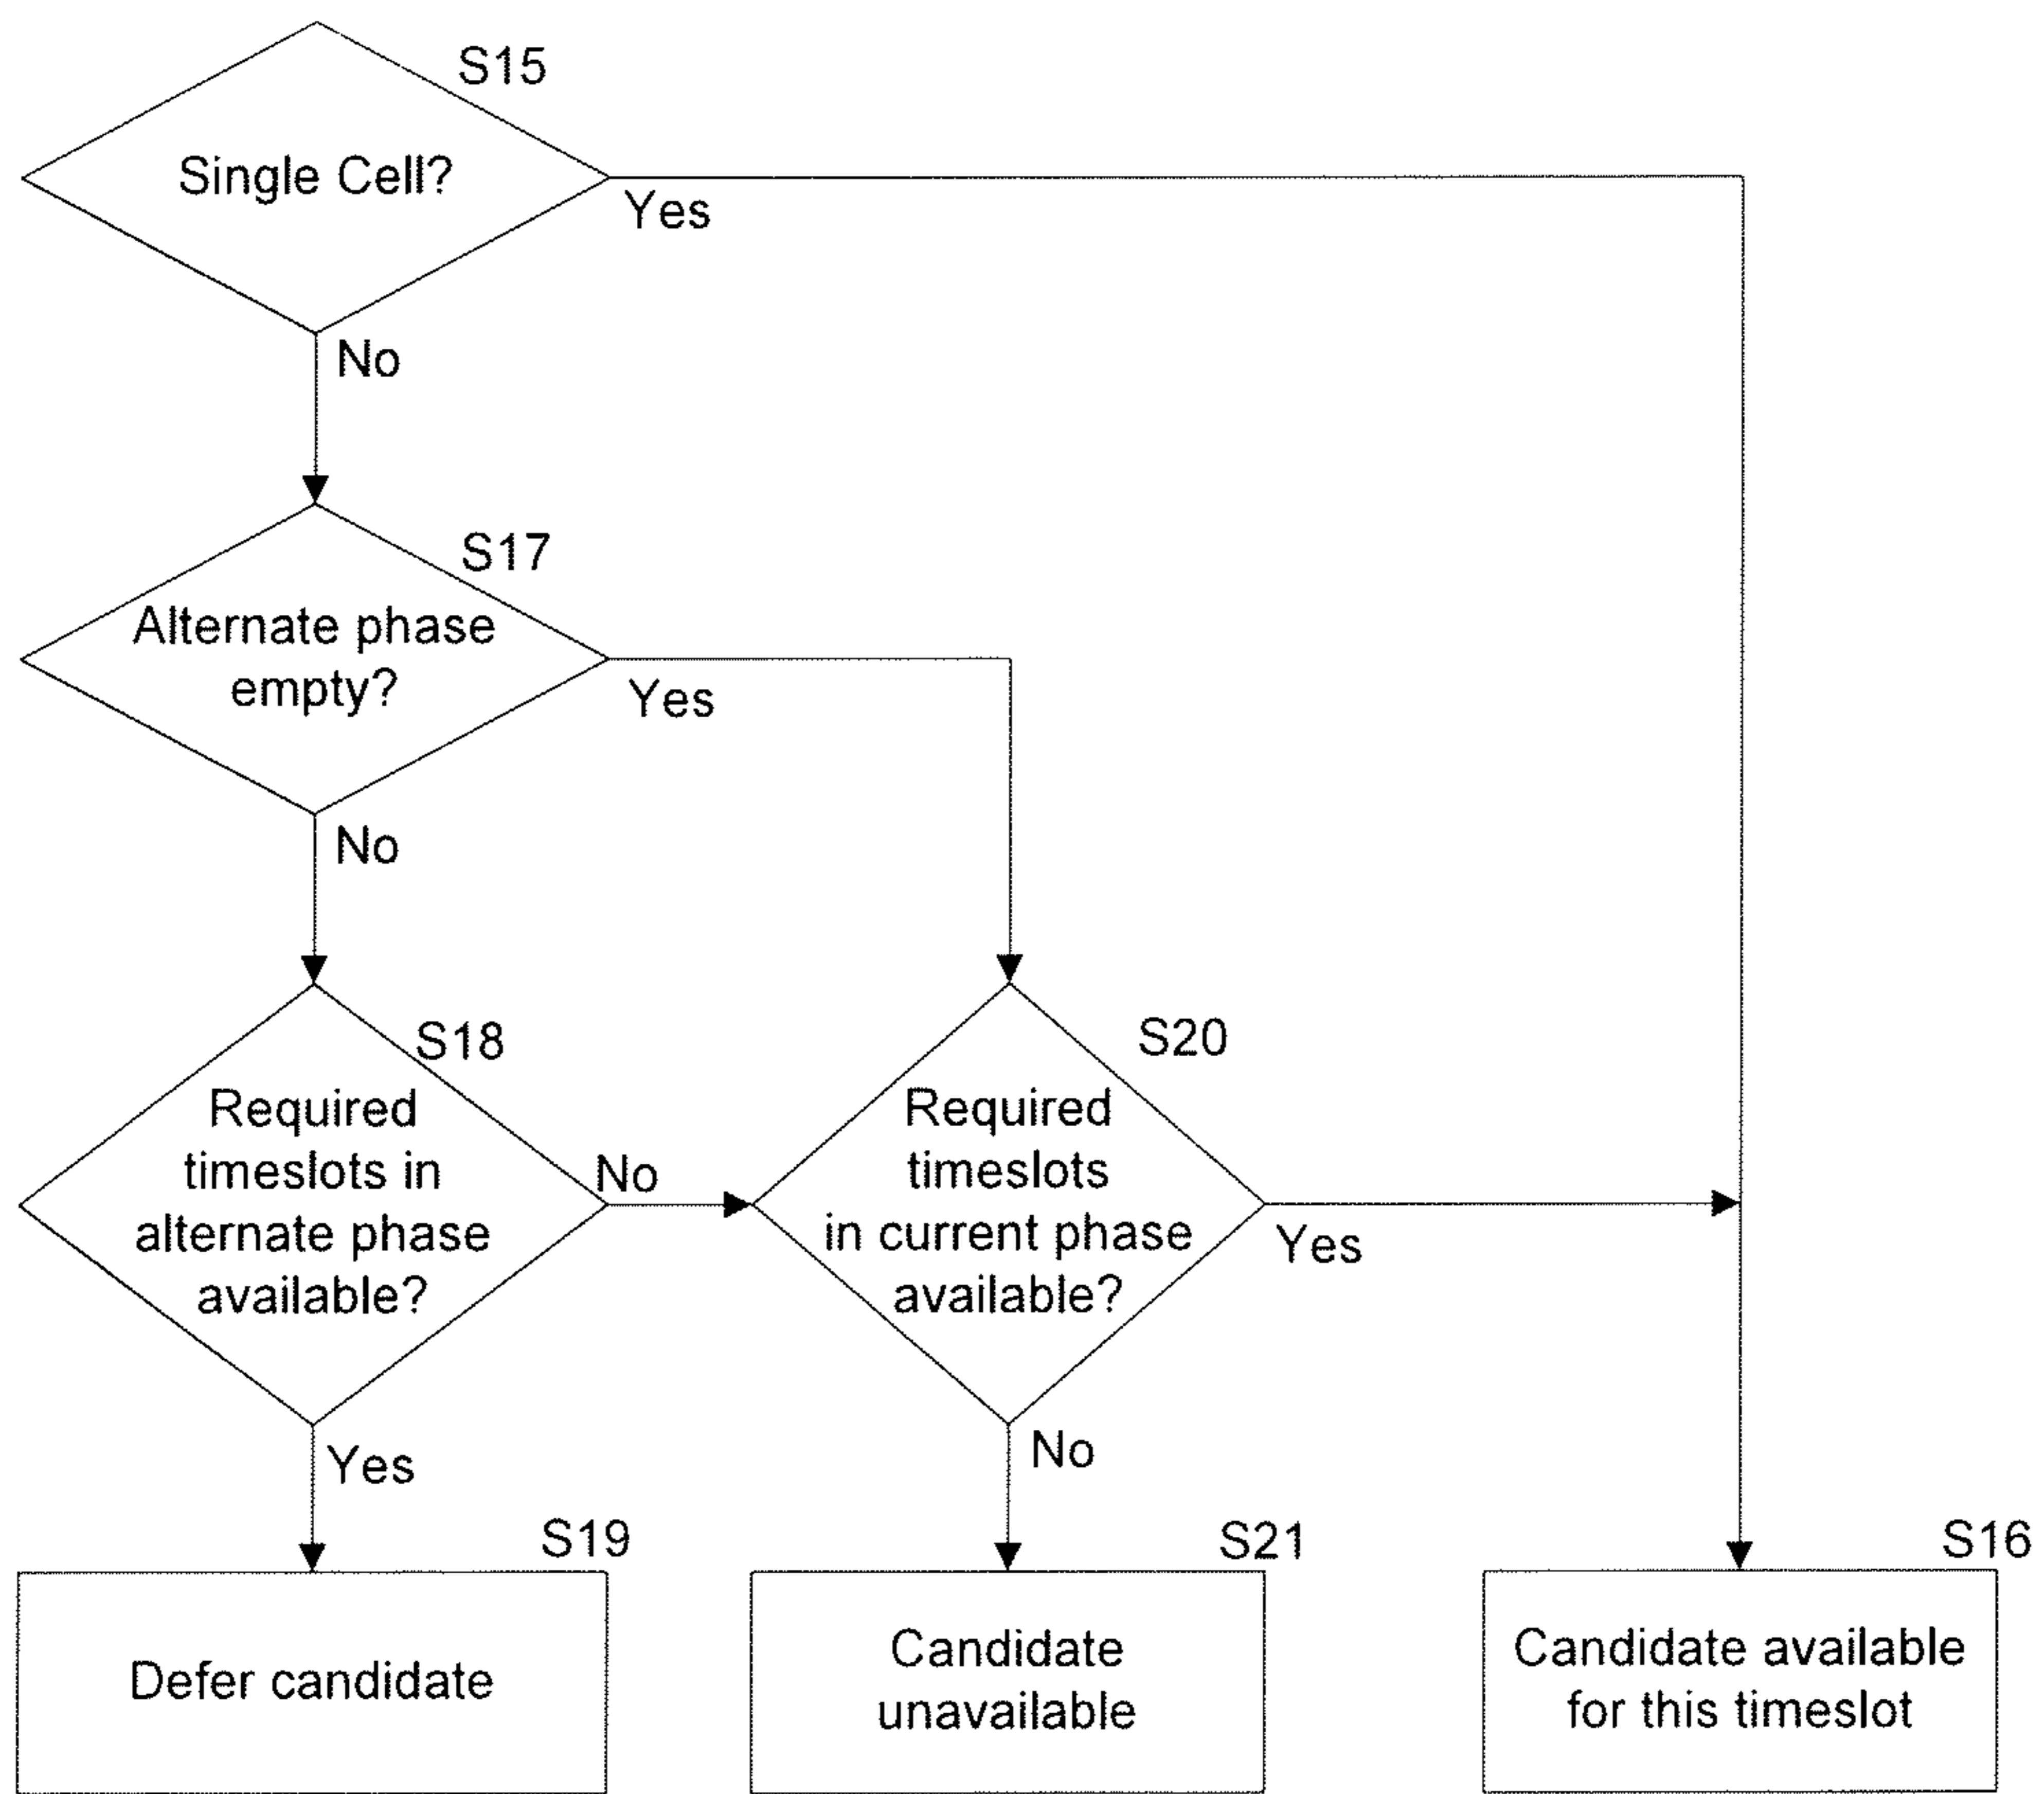 S15
Single Cell?
Yes
No
S17
Alternate phase
empty?
Yes
No
S18
Required
timeslots in
alternate phase
available?
No
Yes
S20
Required
timeslots
in current phase
available?
Yes
No
S19
Defer candidate
S21
Candidate
unavailable
S16
Candidate available
for this timeslot